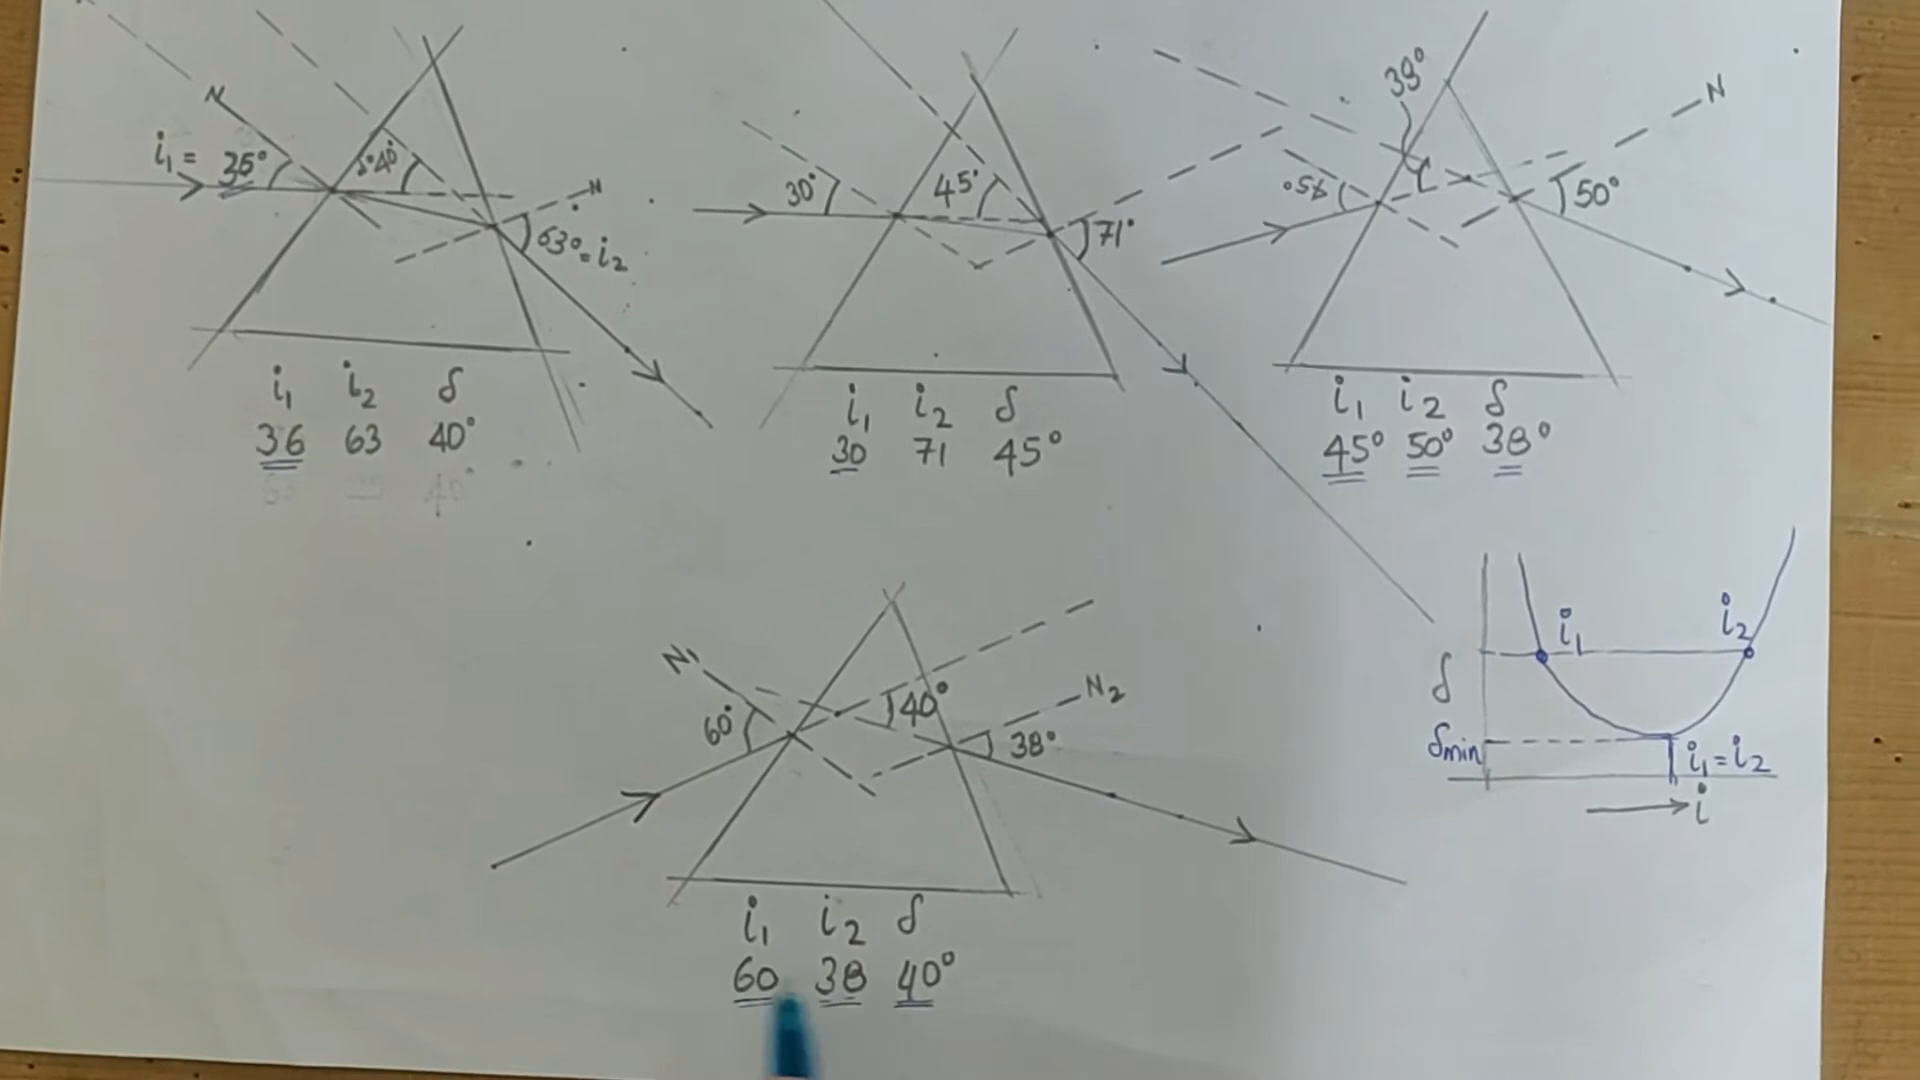 N
i₁ = 35°
δ=40°
N
63°=i₂
i₁ i₂ δ
36 63 40°
30°
45°
71°
i₁ i₂ δ
30 71 45°
39°
N
45°
50°
i₁ i₂ δ
45° 50° 38°
N₁
60°
40°
N₂
38°
i₁ i₂ δ
60 38 40°
i₁ i₂
δ
δmin
i₁=i₂
i